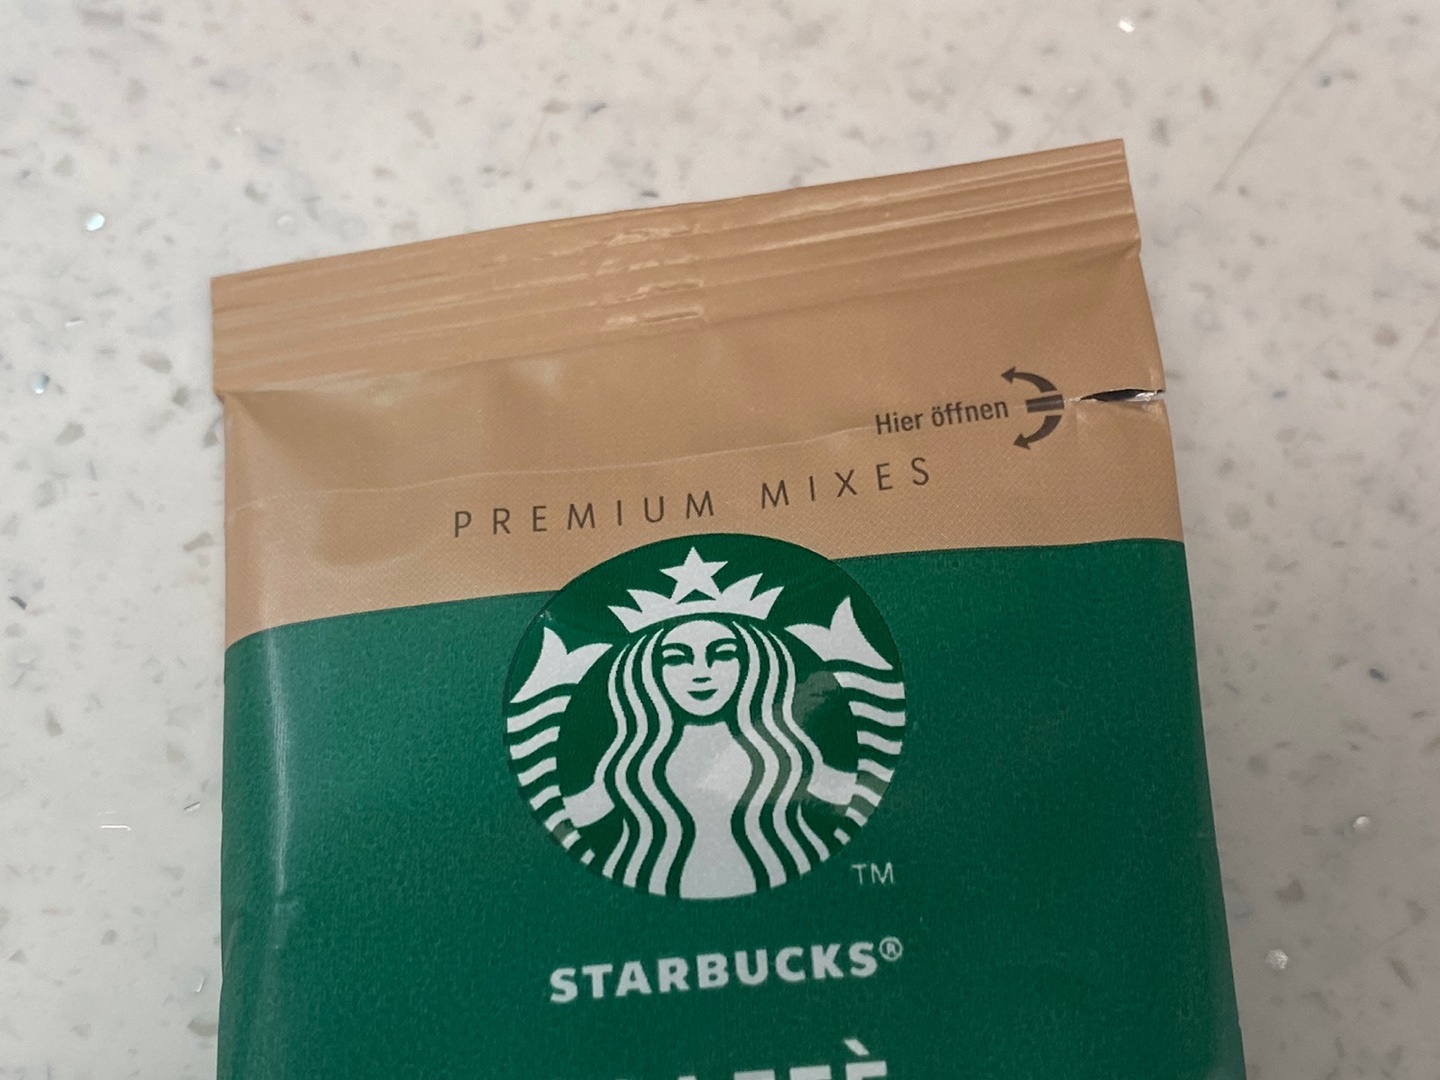 Hier öffnen
PREMIUM MIXES
TM
STARBUCKS®